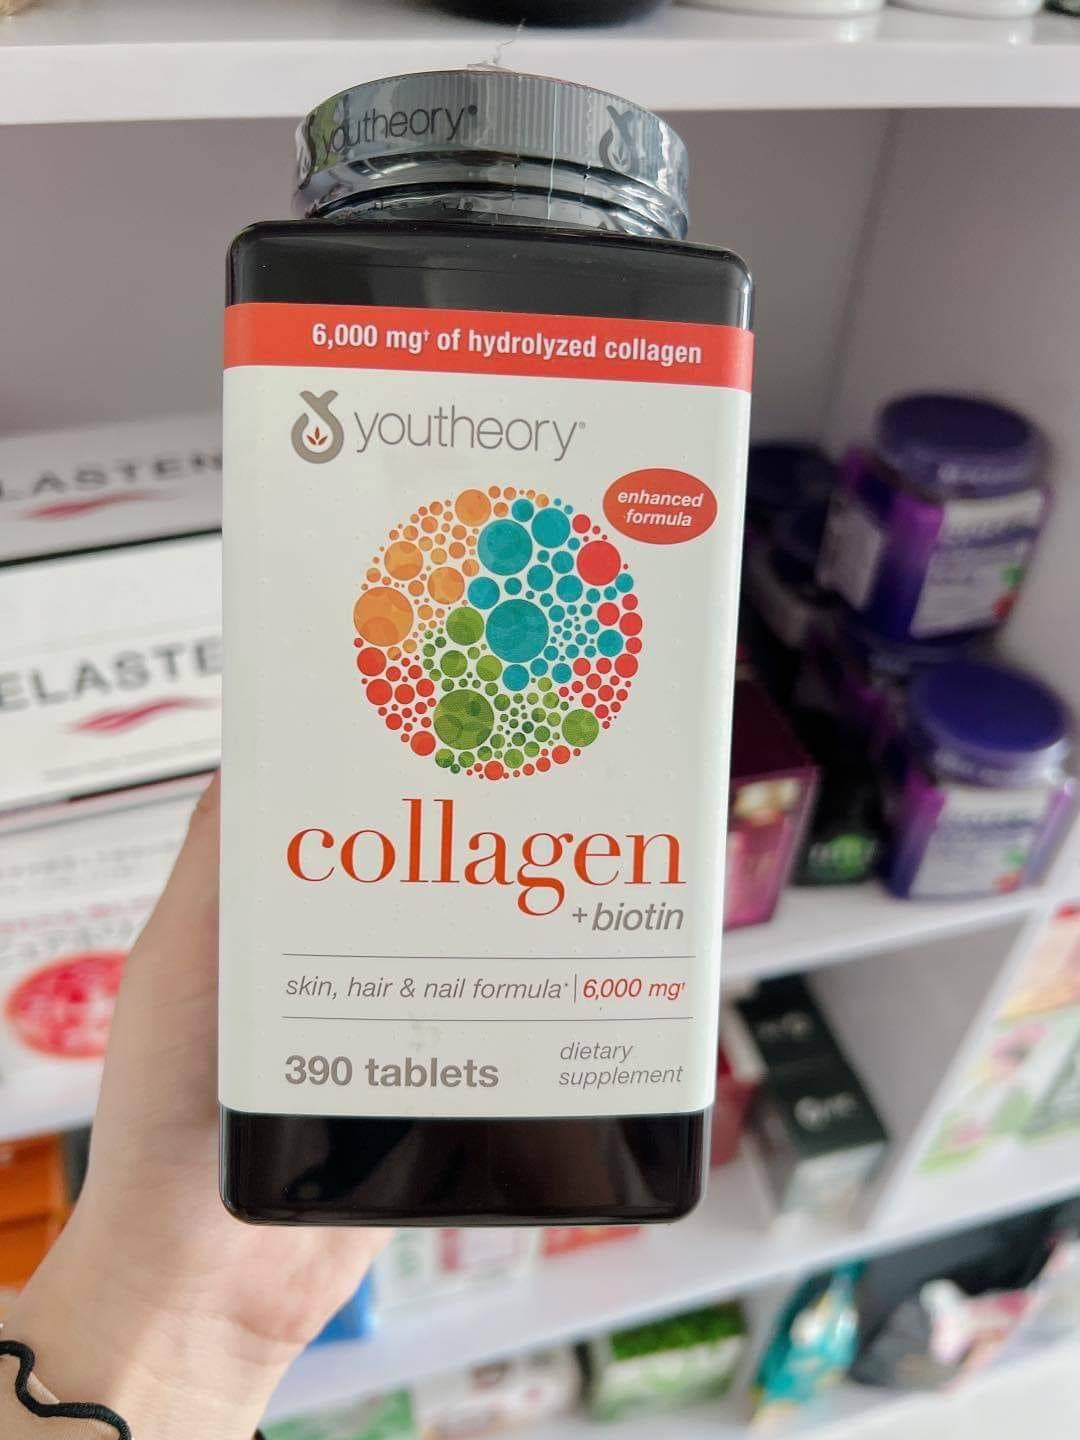 youtheory®
6,000 mg† of hydrolyzed collagen
youtheory®
enhanced
formula
collagen
+ biotin
skin, hair & nail formula* | 6,000 mg†
390 tablets
dietary
supplement
LASTEN
ELASTE